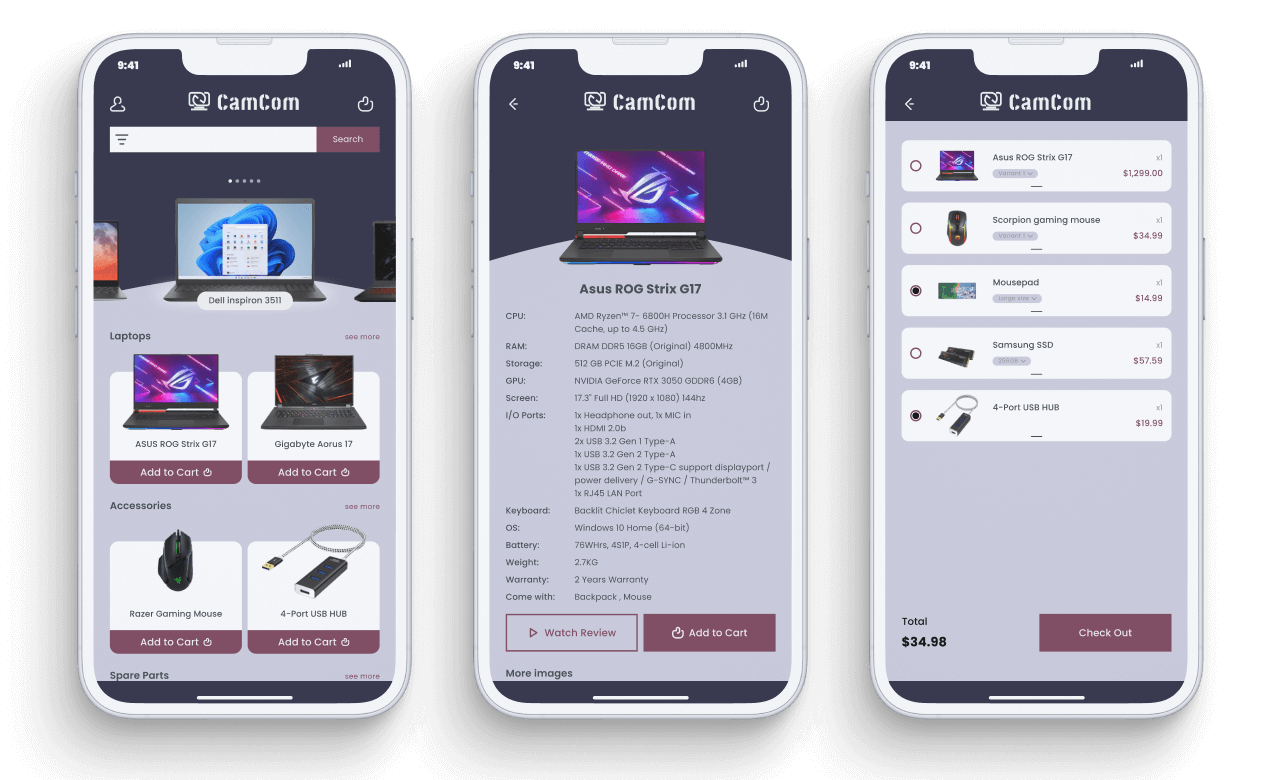 9:41
CamCom
Search
Dell inspiron 3511
Laptops
see more
ASUS ROG Strix G17
Gigabyte Aorus 17
Add to Cart
Add to Cart
Accessories
see more
Razer Gaming Mouse
4-Port USB HUB
Add to Cart
Add to Cart
Spare Parts
see more
9:41
CamCom
Asus ROG Strix G17
CPU: AMD Ryzen™ 7- 6800H Processor 3.1 GHz (16M
Cache, up to 4.5 GHz)
RAM: DRAM DDR5 16GB (Original) 4800MHz
Storage: 512 GB PCIE M.2 (Original)
GPU: NVIDIA GeForce RTX 3050 GDDR6 (4GB)
Screen: 17.3" Full HD (1920 x 1080) 144hz
I/O Ports: 1x Headphone out, 1x MIC in
1x HDMI 2.0b
2x USB 3.2 Gen 1 Type-A
1x USB 3.2 Gen 2 Type-A
1x USB 3.2 Gen 2 Type-C support displayport /
power delivery / G-SYNC / Thunderbolt™ 3
1x RJ45 LAN Port
Keyboard: Backlit Chiclet Keyboard RGB 4 Zone
OS: Windows 10 Home (64-bit)
Battery: 76WHrs, 4S1P, 4-cell Li-ion
Weight: 2.7KG
Warranty: 2 Years Warranty
Come with: Backpack , Mouse
Watch Review
Add to Cart
More images
9:41
CamCom
Asus ROG Strix G17 x1
Variant 1 $1,299.00
Scorpion gaming mouse x1
Variant 1 $34.99
Mousepad x1
Large size $14.99
Samsung SSD x1
256GB $57.59
4-Port USB HUB x1
$19.99
Total
$34.98
Check Out